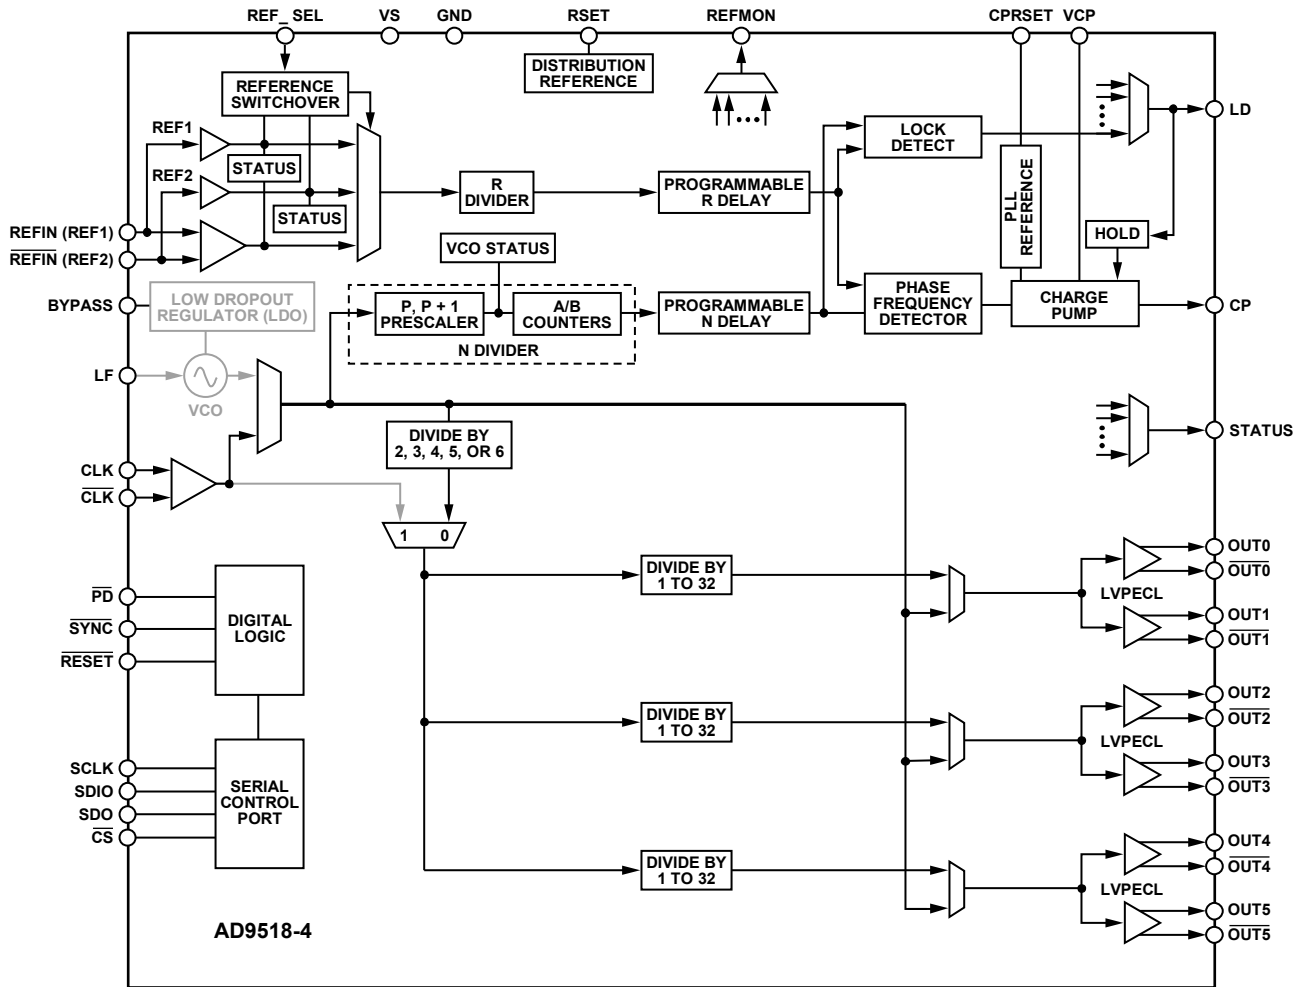 REF_ SEL
VS
GND
RSET
REFMON
CPRSET
VCP
REFERENCE
SWITCHOVER
DISTRIBUTION
REFERENCE
REF1
STATUS
REF2
STATUS
REFIN (REF1)
REFIN (REF2)
R
DIVIDER
PROGRAMMABLE
R DELAY
LOCK
DETECT
LD
PLL
REFERENCE
HOLD
VCO STATUS
BYPASS
LOW DROPOUT
REGULATOR (LDO)
P, P + 1
PRESCALER
A/B
COUNTERS
N DIVIDER
PROGRAMMABLE
N DELAY
PHASE
FREQUENCY
DETECTOR
CHARGE
PUMP
CP
LF
VCO
DIVIDE BY
2, 3, 4, 5, OR 6
STATUS
CLK
CLK
1 0
DIVIDE BY
1 TO 32
LVPECL
OUT0
OUT0
OUT1
OUT1
PD
SYNC
RESET
DIGITAL
LOGIC
DIVIDE BY
1 TO 32
LVPECL
OUT2
OUT2
OUT3
OUT3
SCLK
SDIO
SDO
CS
SERIAL
CONTROL
PORT
DIVIDE BY
1 TO 32
LVPECL
OUT4
OUT4
OUT5
OUT5
AD9518-4